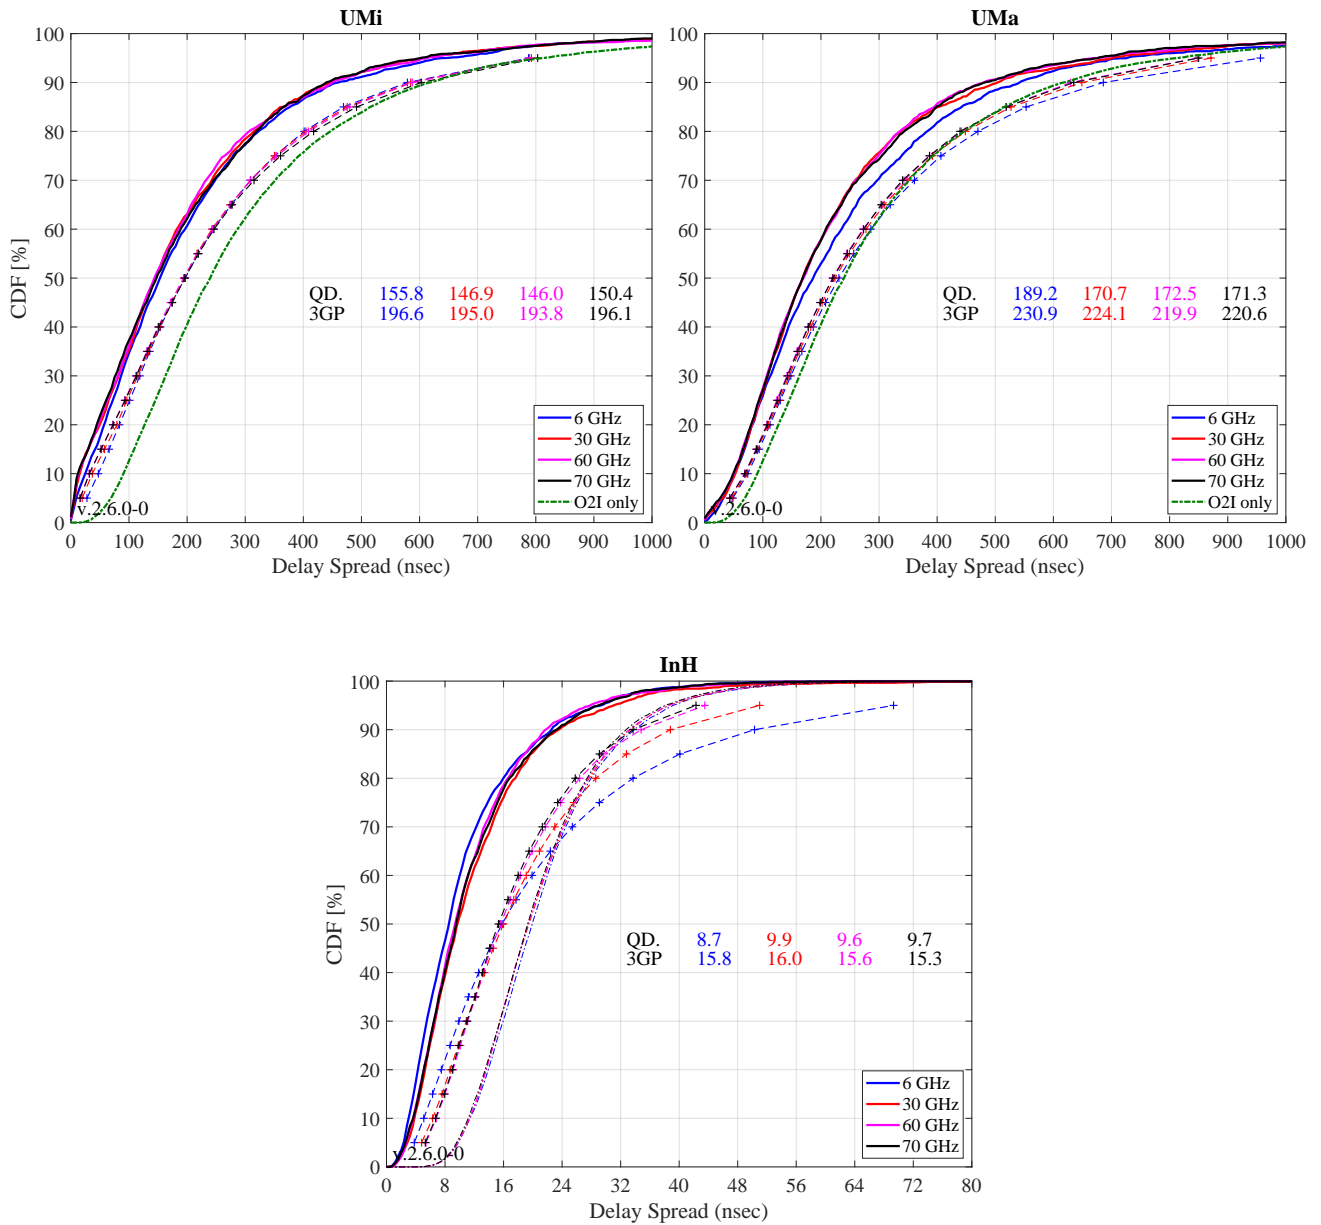 UMi
100
90
80
70
60
50
40
30
20
10
0
CDF [%]
QD. 155.8 146.9 146.0 150.4
3GP 196.6 195.0 193.8 196.1
6 GHz
30 GHz
60 GHz
70 GHz
O2I only
v.2.6.0-0
0 100 200 300 400 500 600 700 800 900 1000
Delay Spread (nsec)
UMa
100
90
80
70
60
50
40
30
20
10
0
QD. 189.2 170.7 172.5 171.3
3GP 230.9 224.1 219.9 220.6
6 GHz
30 GHz
60 GHz
70 GHz
O2I only
v.2.6.0-0
0 100 200 300 400 500 600 700 800 900 1000
Delay Spread (nsec)
InH
100
90
80
70
60
50
40
30
20
10
0
CDF [%]
QD. 8.7 9.9 9.6 9.7
3GP 15.8 16.0 15.6 15.3
6 GHz
30 GHz
60 GHz
70 GHz
v.2.6.0-0
0 8 16 24 32 40 48 56 64 72 80
Delay Spread (nsec)